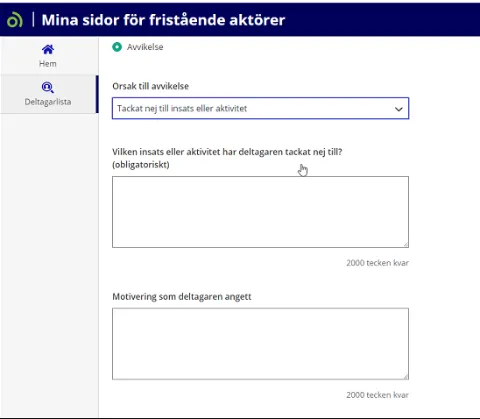 Mina sidor för fristående aktörer
Hem
Deltagarlista
Avvikelse
Orsak till avvikelse
Tackat nej till insats eller aktivitet
Vilken insats eller aktivitet har deltagaren tackat nej till?
(obligatoriskt)
2000 tecken kvar
Motivering som deltagaren angett
2000 tecken kvar